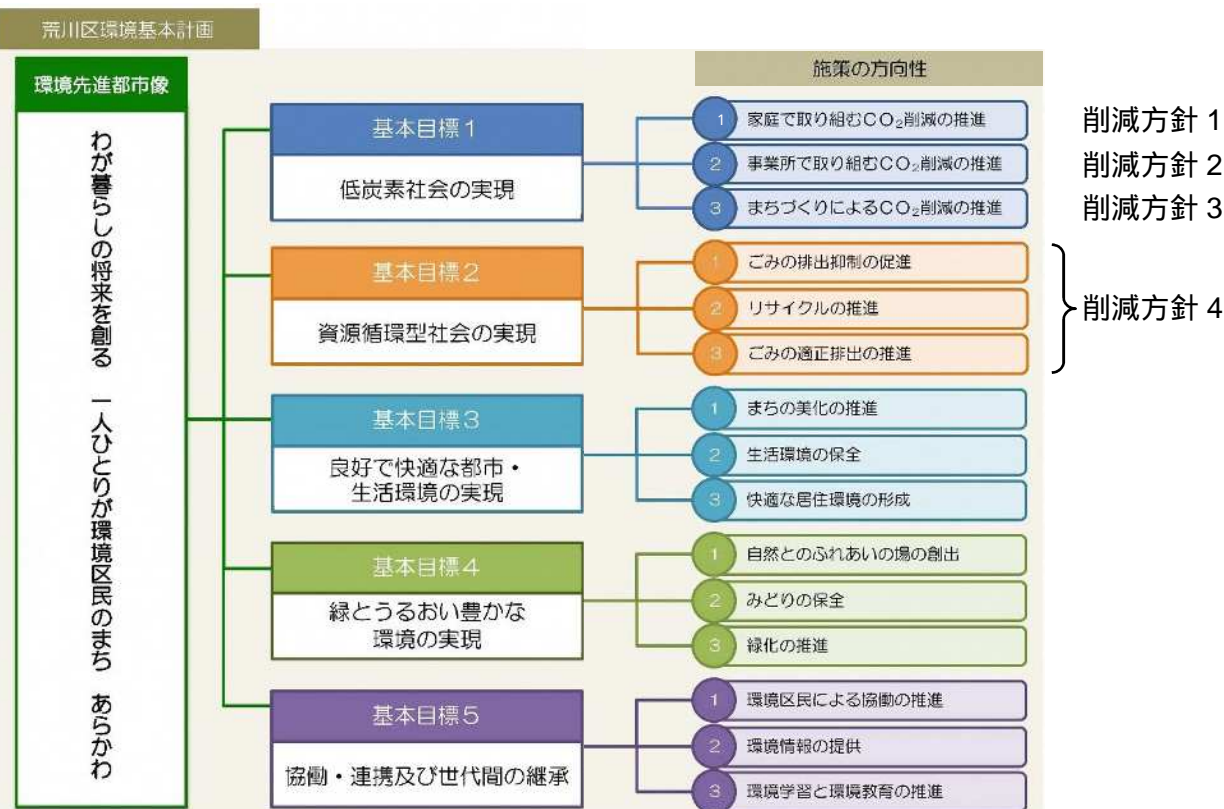 荒川区環境基本計画
環境先進都市像
わが暮らしの将来を創る 一人ひとりが環境区民のまち あらかわ
施策の方向性
基本目標1
低炭素社会の実現
1 家庭で取り組むCO₂削減の推進
削減方針1
2 事業所で取り組むCO₂削減の推進
削減方針2
3 まちづくりによるCO₂削減の推進
削減方針3
基本目標2
資源循環型社会の実現
1 ごみの排出抑制の促進
2 リサイクルの推進
3 ごみの適正排出の推進
削減方針4
基本目標3
良好で快適な都市・
生活環境の実現
1 まちの美化の推進
2 生活環境の保全
3 快適な居住環境の形成
基本目標4
緑とうるおい豊かな
環境の実現
1 自然とのふれあいの場の創出
2 みどりの保全
3 緑化の推進
基本目標5
協働・連携及び世代間の継承
1 環境区民による協働の推進
2 環境情報の提供
3 環境学習と環境教育の推進